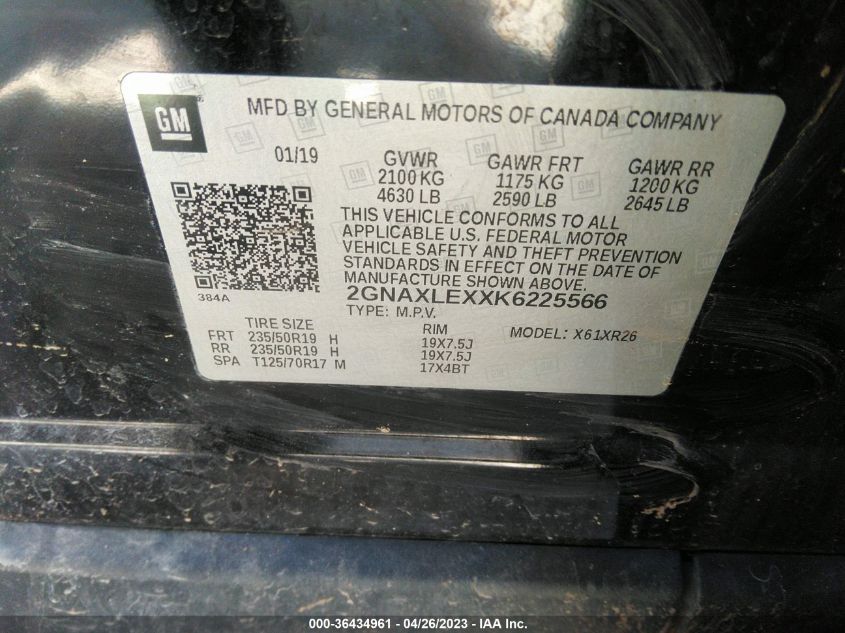 GM
MFD BY GENERAL MOTORS OF CANADA COMPANY
01/19 GVWR GAWR FRT GAWR RR
2100 KG 1175 KG 1200 KG
4630 LB 2590 LB 2645 LB
THIS VEHICLE CONFORMS TO ALL
APPLICABLE U.S. FEDERAL MOTOR
VEHICLE SAFETY AND THEFT PREVENTION
STANDARDS IN EFFECT ON THE DATE OF
MANUFACTURE SHOWN ABOVE.
384A
2GNAXLEXXK6225566
TYPE: M.P.V. MODEL: X61XR26
TIRE SIZE RIM
FRT 235/50R19 H 19X7.5J
RR 235/50R19 H 19X7.5J
SPA T125/70R17 M 17X4BT
000-36434961 - 04/26/2023 - IAA Inc.